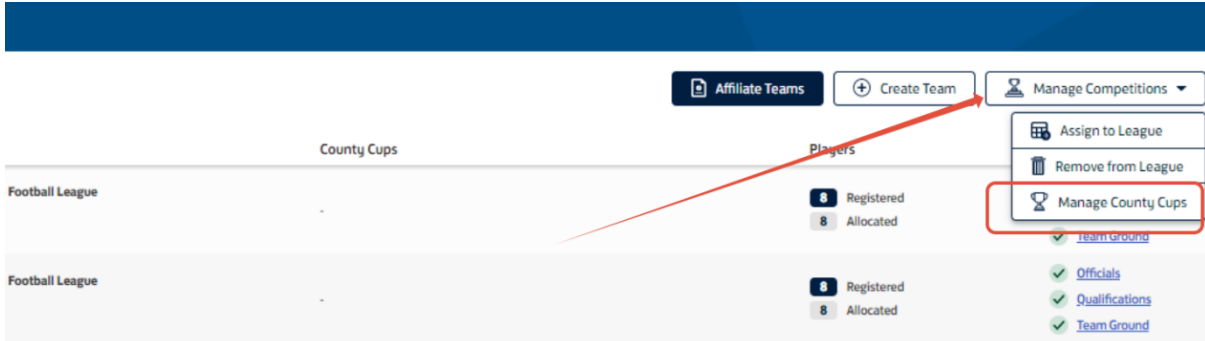 Affiliate Teams
Create Team
Manage Competitions
Assign to League
Remove from League
Manage County Cups
County Cups
Players
Football League
-
8 Registered
8 Allocated
Team Ground
Football League
-
8 Registered
8 Allocated
Officials
Qualifications
Team Ground